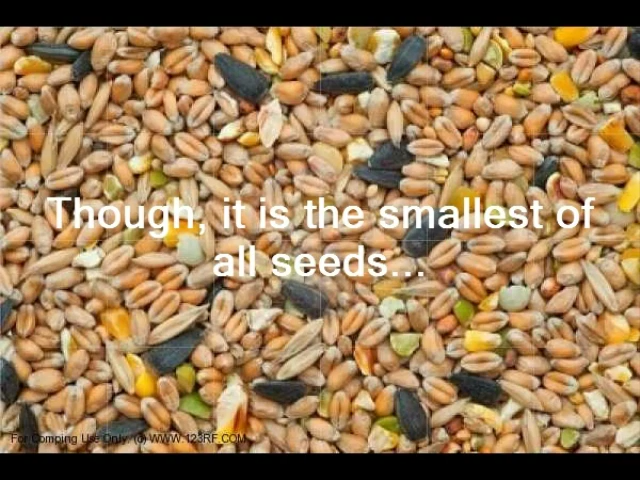 Though, it is the smallest of
all seeds...
For Comping Use Only. (c) WWW.123RF.COM